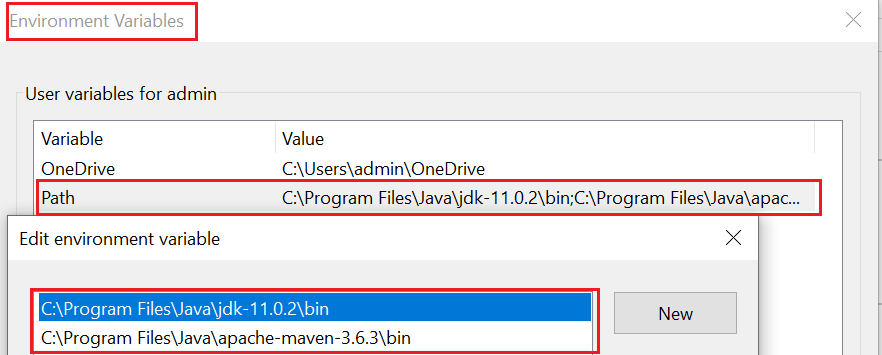 Environment Variables
User variables for admin
Variable Value
OneDrive C:\Users\admin\OneDrive
Path C:\Program Files\Java\jdk-11.0.2\bin;C:\Program Files\Java\apac...
Edit environment variable
C:\Program Files\Java\jdk-11.0.2\bin
New
C:\Program Files\Java\apache-maven-3.6.3\bin